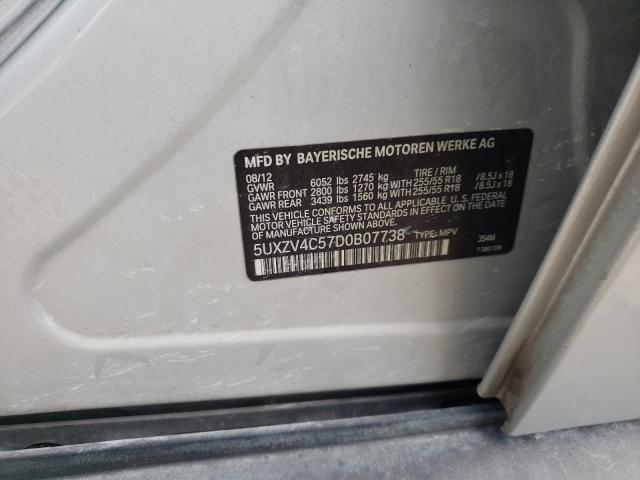 MFD BY BAYERISCHE MOTOREN WERKE AG
08/12 TIRE / RIM
GVWR 6052 lbs 2745 kg
GAWR FRONT 2800 lbs 1270 kg WITH 255/55 R18 / 8.5J x 18
GAWR REAR 3439 lbs 1560 kg WITH 255/55 R18 / 8.5J x 18
THIS VEHICLE CONFORMS TO ALL APPLICABLE U.S. FEDERAL
MOTOR VEHICLE SAFETY STANDARDS IN EFFECT ON THE DATE
OF MANUFACTURE SHOWN ABOVE.
5UXZV4C57D0B07738 TYPE: MPV 354M
7 320 726